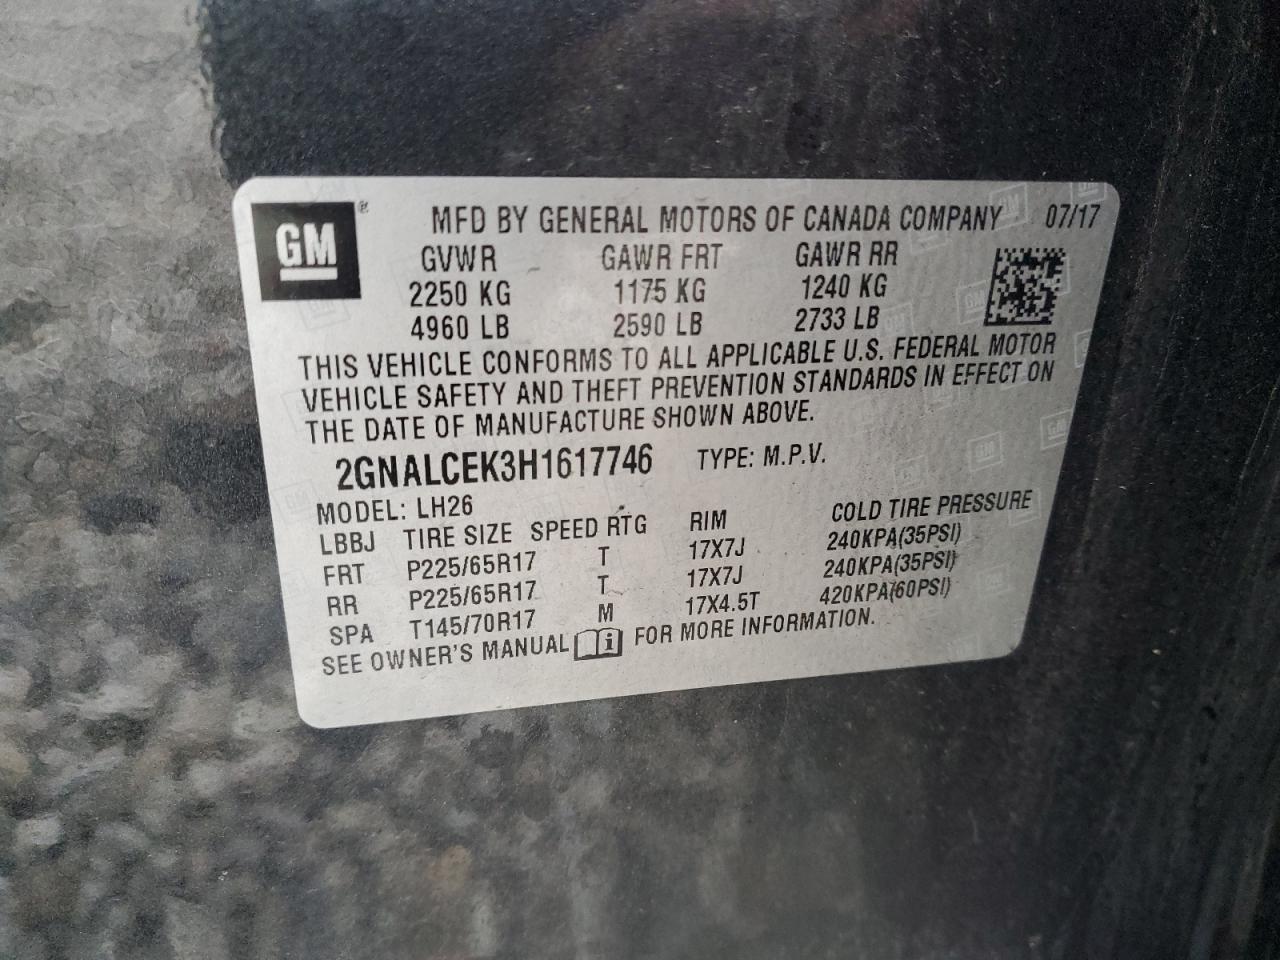 GM ®
MFD BY GENERAL MOTORS OF CANADA COMPANY 07/17
GVWR GAWR FRT GAWR RR
2250 KG 1175 KG 1240 KG
4960 LB 2590 LB 2733 LB
THIS VEHICLE CONFORMS TO ALL APPLICABLE U.S. FEDERAL MOTOR
VEHICLE SAFETY AND THEFT PREVENTION STANDARDS IN EFFECT ON
THE DATE OF MANUFACTURE SHOWN ABOVE.
2GNALCEK3H1617746 TYPE: M.P.V.
MODEL: LH26
LBBJ TIRE SIZE SPEED RTG RIM COLD TIRE PRESSURE
FRT P225/65R17 T 17X7J 240KPA(35PSI)
RR P225/65R17 T 17X7J 240KPA(35PSI)
SPA T145/70R17 M 17X4.5T 420KPA(60PSI)
SEE OWNER'S MANUAL i FOR MORE INFORMATION.